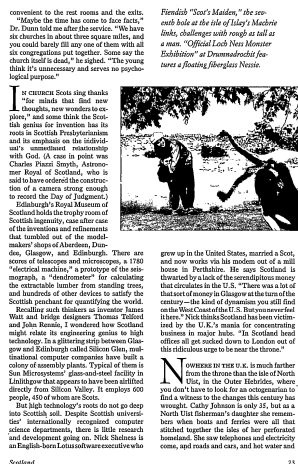 convenient to the rest rooms and exits.
"Maybe the time has come to face facts,"
Dr. Dunn told me after the service. "We have
six churches in about three square miles, and
you could barely fill any one of them with all
six congregations put together. Some say the
church itself is dead," he sighed. "The young
think it's unnecessary and serves no psycho-
logical purpose."
IN CHURCH Scots sing thanks
"for minds that find new
thoughts, new wonders to ex-
plore," and some think the Scot-
tish genius for invention has its
roots in Scottish Presbyterianism
and its emphasis on the individ-
ual's unmediated relationship
with God. (A case in point was
Charles Piazzi Smyth, Astrono-
mer Royal of Scotland, who is
said to have ordered the construc-
tion of a camera strong enough
to record the Day of Judgment.)
Edinburgh's Royal Museum of
Scotland holds the trophy room of
Scottish ingenuity, case after case
of the inventions and refinements
that tumbled out of the model-
makers' shops of Aberdeen, Dun-
dee, Glasgow, and Edinburgh. There are
scores of telescopes and microscopes, a 1780
"electrical machine," a prototype of the seis-
mograph, a "dendrometer" for calculating
the extractable lumber from standing trees,
and hundreds of other devices to satisfy the
Scottish penchant for quantifying the world.
Recalling such thinkers as inventor James
Watt and bridge designers Thomas Telford
and John Rennie, I wondered how Scotland
might relate its engineering genius to high
technology. In a glittering strip between Glas-
gow and Edinburgh called Silicon Glen, mul-
tinational computer companies have built a
colony of assembly plants. Typical of them is
Sun Microsystems' glass-and-steel facility in
Linlithgow that appears to have been airlifted
directly from Silicon Valley. It employs 600
people, 450 of whom are Scots.
But high technology's roots do not go deep
into Scottish soil. Despite Scottish universi-
ties' internationally recognized computer
science departments, there is little research
and development going on. Nick Shelness is
an English-born Lotus software executive who
Fiendish "Scot's Maiden," the sev-
enth hole at the isle of Islay's Machrie
links, challenges with rough as tall as
a man. "Official Loch Ness Monster
Exhibition" at Drumnadrochit fea-
tures a floating fiberglass Nessie.
grew up in the United States, married a Scot,
and now works via his modem out of a mill
house in Perthshire. He says Scotland is
thwarted by a lack of the serendipitous money
that circulates in the U.S. "There was a lot of
that sort of money in Glasgow at the turn of the
century—the kind of dynamism you still find
on the West Coast of the U.S. But you never feel
it here." Nick thinks Scotland has been victim-
ized by the U.K.'s mania for concentrating
business in major hubs. "In Scotland head
offices all get sucked down to London out of
this ridiculous urge to be near the throne."
NOWHERE IN THE U.K. is much farther
from the throne than the isle of North
Uist, in the Outer Hebrides, where
you don't have to look for an octogenarian to
find a witness to the changes this century has
wrought. Cathy Johnson is only 35, but as a
North Uist fisherman's daughter she remem-
bers when boats and ferries were all that
stitched together the isles of her perforated
homeland. She saw telephones and electricity
come, and roads and cars, and hot water and
Scotland
23